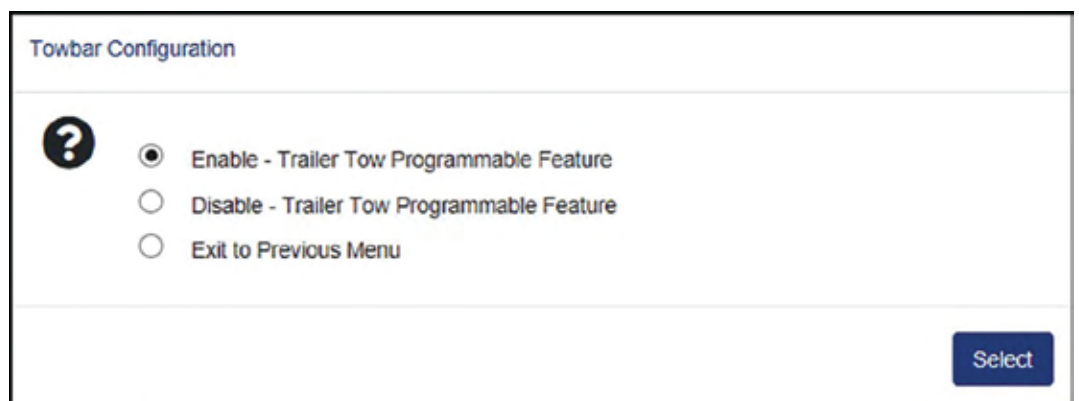 Towbar Configuration
?
Enable - Trailer Tow Programmable Feature
Disable - Trailer Tow Programmable Feature
Exit to Previous Menu
Select